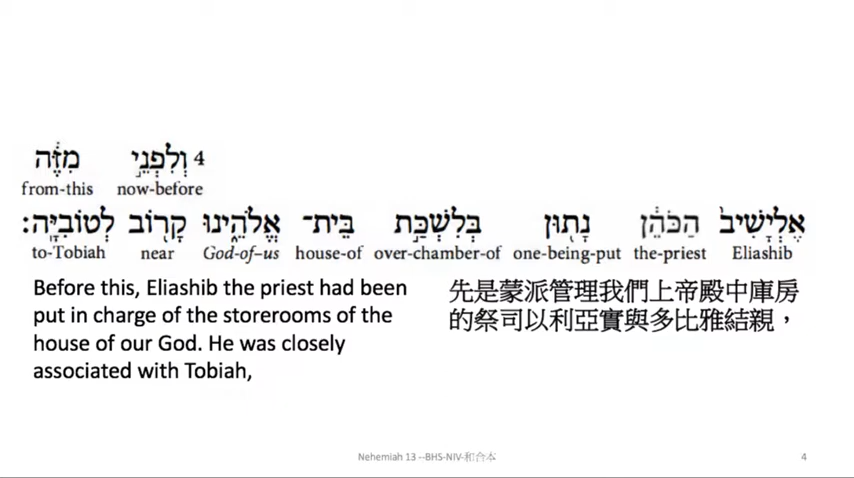 4 וְלִפְנֵ֣י מִזֶּ֔ה
now-before from-this
אֶלְיָשִׁיב֙ הַכֹּהֵ֔ן נָת֖וּן בְּלִשְׁכַּ֣ת בֵּית־ אֱלֹהֵ֑ינוּ קָר֖וֹב לְטוֹבִיָּֽה׃
to-Tobiah near God-of-us house-of over-chamber-of one-being-put the-priest Eliashib
Before this, Eliashib the priest had been
put in charge of the storerooms of the
house of our God. He was closely
associated with Tobiah,
先是蒙派管理我們上帝殿中庫房
的祭司以利亞實與多比雅結親，
Nehemiah 13 --BHS-NIV-和合本
4